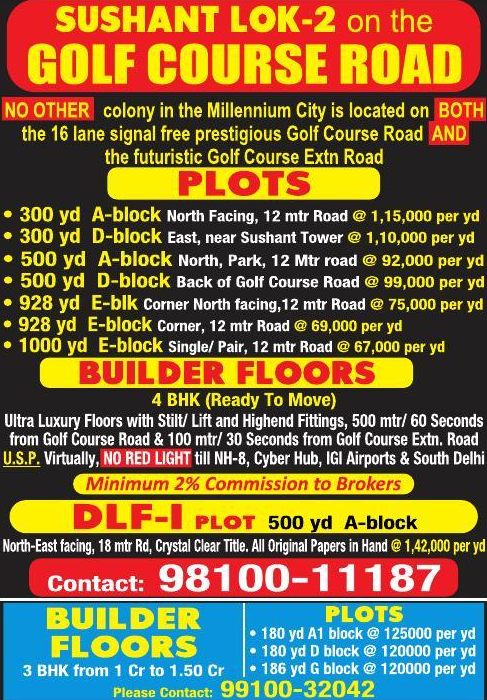 SUSHANT LOK-2 on the
GOLF COURSE ROAD
NO OTHER colony in the Millennium City is located on BOTH
the 16 lane signal free prestigious Golf Course Road AND
the futuristic Golf Course Extn Road
PLOTS
• 300 yd A-block North Facing, 12 mtr Road @ 1,15,000 per yd
• 300 yd D-block East, near Sushant Tower @ 1,10,000 per yd
• 500 yd A-block North, Park, 12 Mtr road @ 92,000 per yd
• 500 yd D-block Back of Golf Course Road @ 99,000 per yd
• 928 yd E-blk Corner North facing,12 mtr Road @ 75,000 per yd
• 928 yd E-block Corner, 12 mtr Road @ 69,000 per yd
• 1000 yd E-block Single/ Pair, 12 mtr Road @ 67,000 per yd
BUILDER FLOORS
4 BHK (Ready To Move)
Ultra Luxury Floors with Stilt/ Lift and Highend Fittings, 500 mtr/ 60 Seconds
from Golf Course Road & 100 mtr/ 30 Seconds from Golf Course Extn. Road
U.S.P. Virtually, NO RED LIGHT till NH-8, Cyber Hub, IGI Airports & South Delhi
Minimum 2% Commission to Brokers
DLF-I PLOT 500 yd A-block
North-East facing, 18 mtr Rd, Crystal Clear Title. All Original Papers in Hand @ 1,42,000 per yd
Contact: 98100-11187
BUILDER
FLOORS
3 BHK from 1 Cr to 1.50 Cr
PLOTS
• 180 yd A1 block @ 125000 per yd
• 180 yd D block @ 120000 per yd
• 186 yd G block @ 120000 per yd
Please Contact: 99100-32042